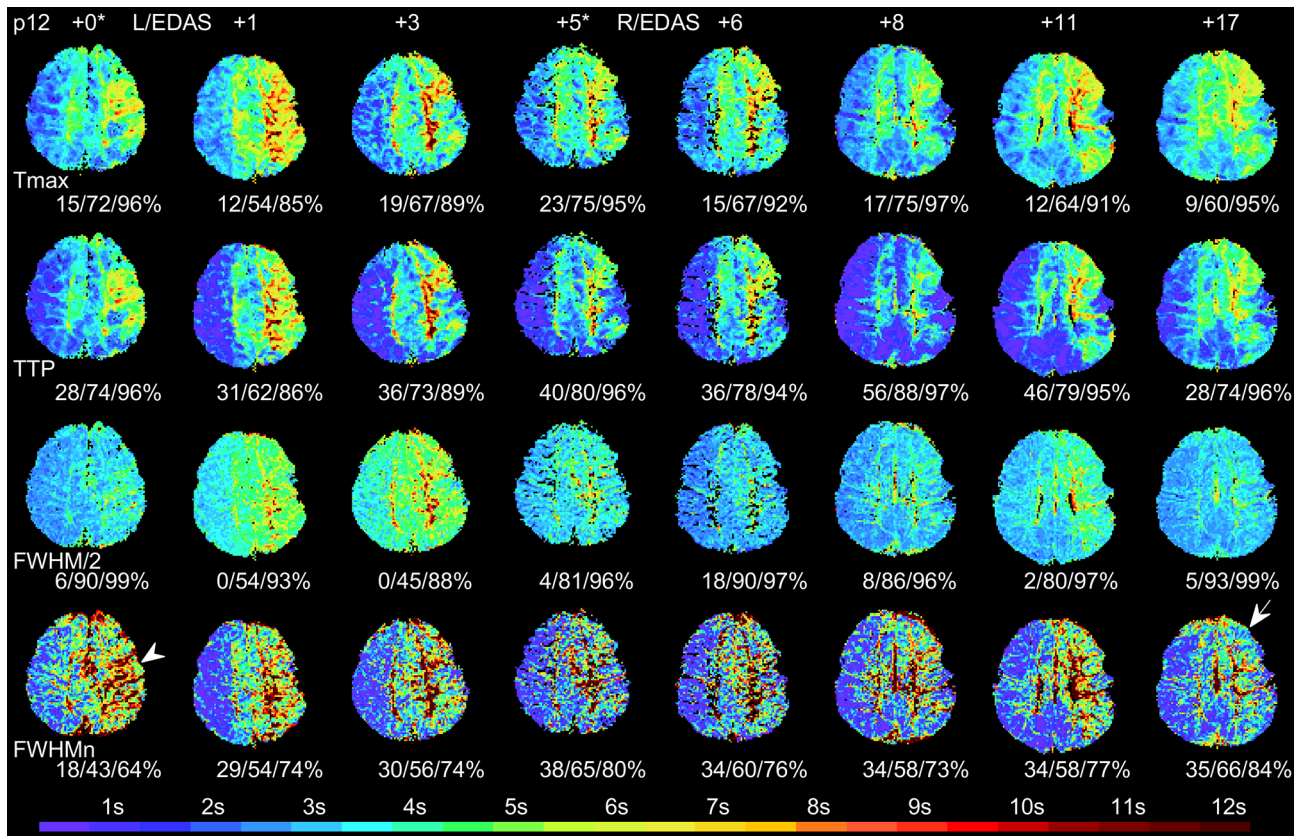 p12 +0* L/EDAS +1 +3 +5* R/EDAS +6 +8 +11 +17
Tmax
15/72/96% 12/54/85% 19/67/89% 23/75/95% 15/67/92% 17/75/97% 12/64/91% 9/60/95%
TTP
28/74/96% 31/62/86% 36/73/89% 40/80/96% 36/78/94% 56/88/97% 46/79/95% 28/74/96%
FWHM/2
6/90/99% 0/54/93% 0/45/88% 4/81/96% 18/90/97% 8/86/96% 2/80/97% 5/93/99%
FWHMn
18/43/64% 29/54/74% 30/56/74% 38/65/80% 34/60/76% 34/58/73% 34/58/77% 35/66/84%
1s 2s 3s 4s 5s 6s 7s 8s 9s 10s 11s 12s